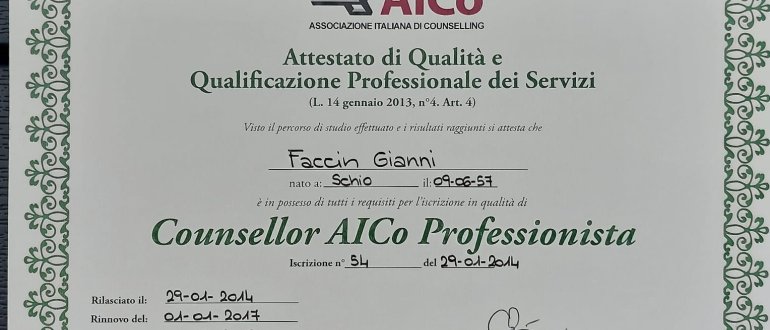 AICo
ASSOCIAZIONE ITALIANA DI COUNSELLING
Attestato di Qualità e
Qualificazione Professionale dei Servizi
(L. 14 gennaio 2013, n°4. Art. 4)
Visto il percorso di studio effettuato e i risultati raggiunti si attesta che
Faccin Gianni
nato a: Schio il: 09-06-57
è in possesso di tutti i requisiti per l'iscrizione in qualità di
Counsellor AICo Professionista
Iscrizione n° 54 del 29-01-2014
Rilasciato il: 29-01-2014
Rinnovo del: 01-01-2017